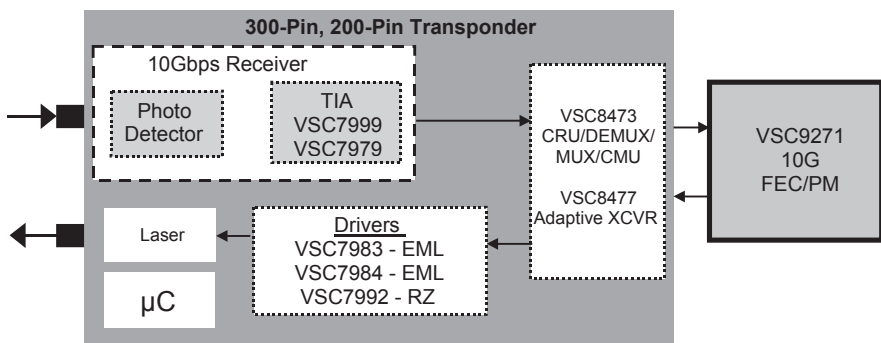 300-Pin, 200-Pin Transponder
10Gbps Receiver
Photo
Detector
TIA
VSC7999
VSC7979
VSC8473
CRU/DEMUX/
MUX/CMU
VSC8477
Adaptive XCVR
VSC9271
10G
FEC/PM
Laser
Drivers
VSC7983 - EML
VSC7984 - EML
VSC7992 - RZ
µC